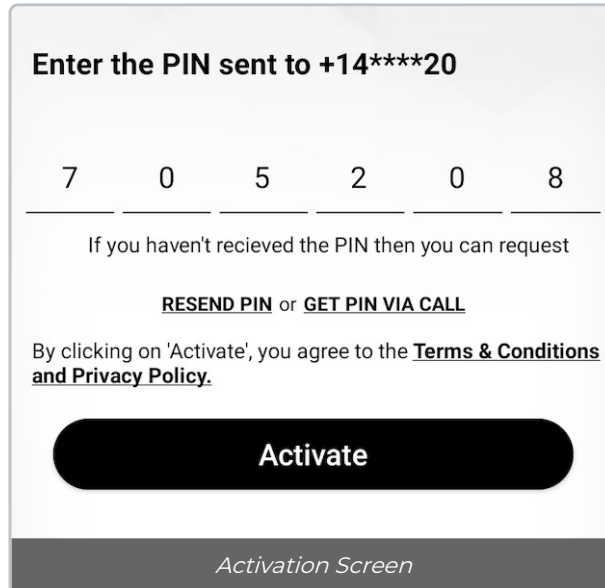 Enter the PIN sent to +14****20
7 0 5 2 0 8
If you haven't recieved the PIN then you can request
RESEND PIN or GET PIN VIA CALL
By clicking on 'Activate', you agree to the Terms & Conditions
and Privacy Policy.
Activate
Activation Screen